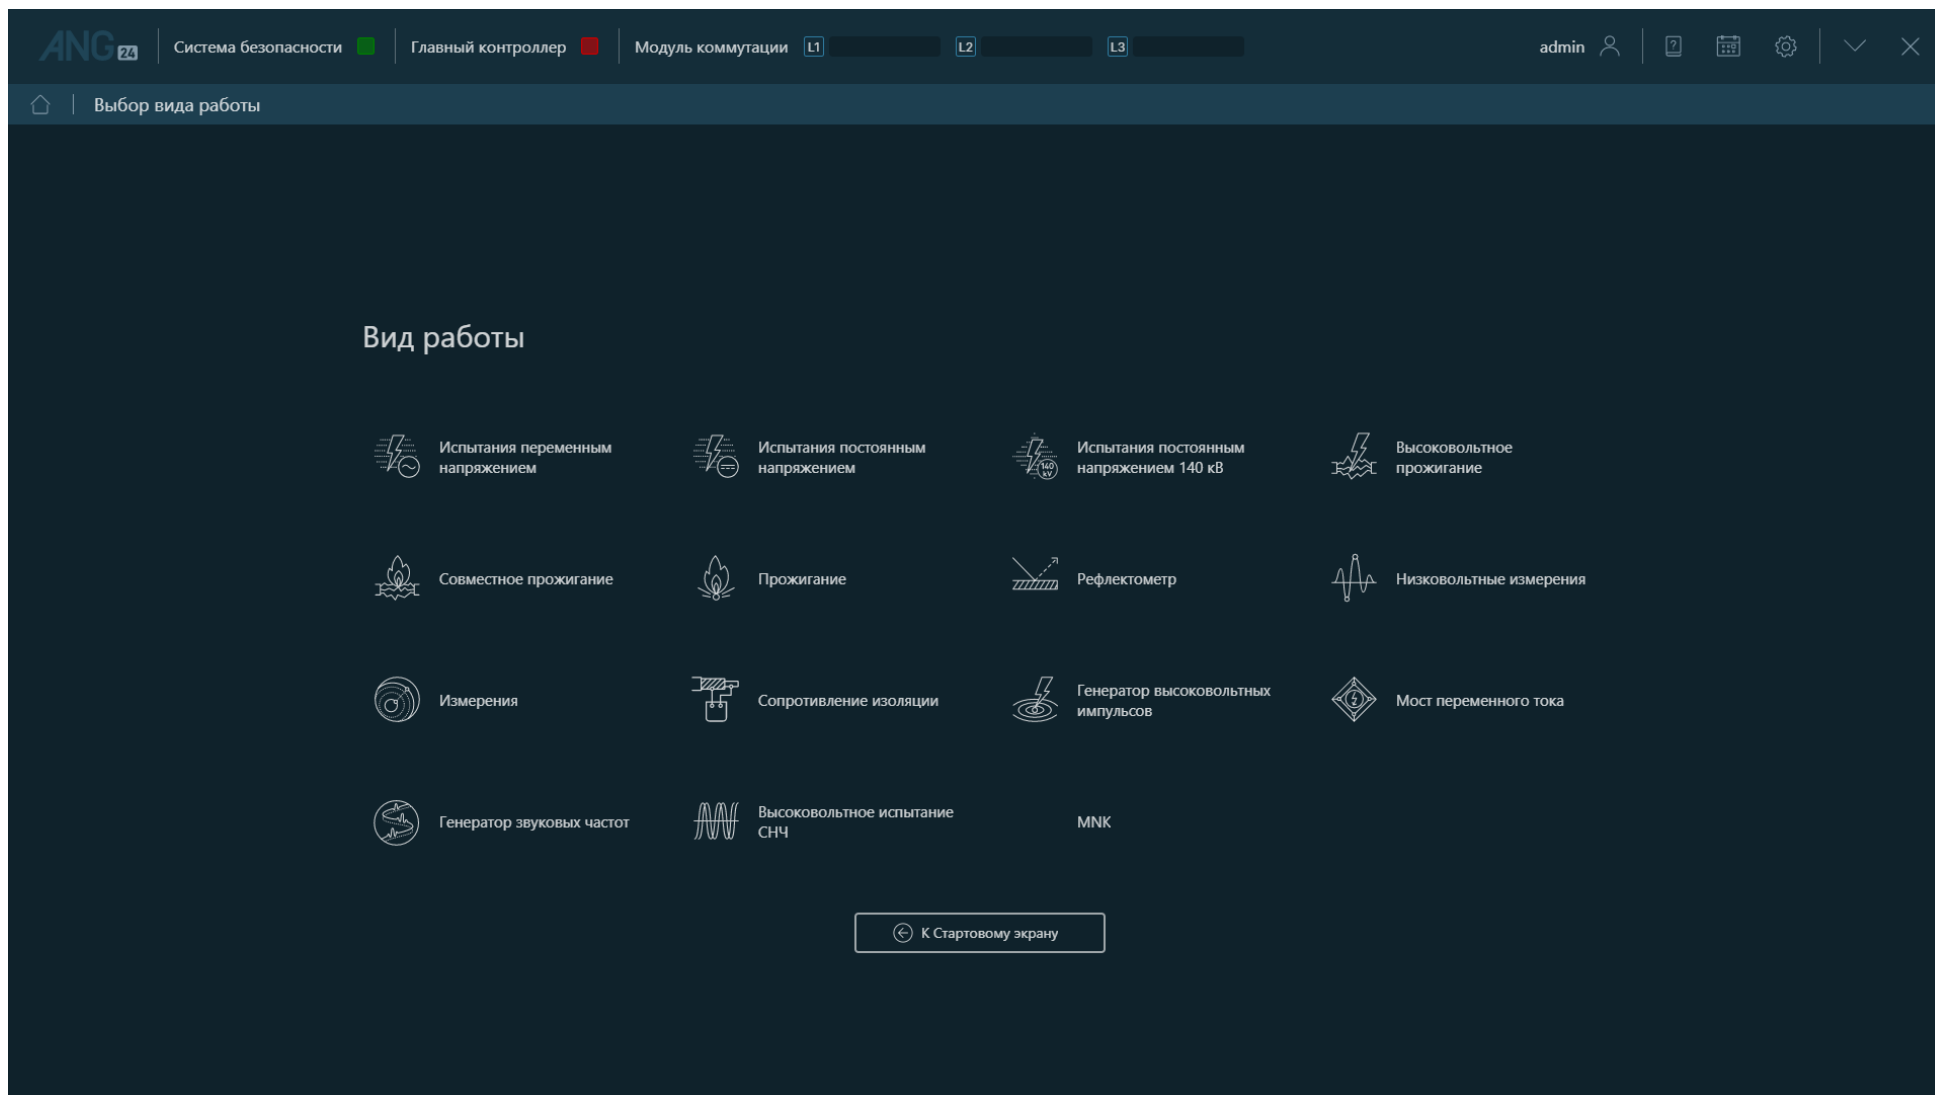 ANG 24 Система безопасности Главный контроллер Модуль коммутации L1 L2 L3 admin ?
Выбор вида работы
Вид работы
Испытания переменным
напряжением
Испытания постоянным
напряжением
Испытания постоянным
напряжением 140 кВ
140
kV
Высоковольтное
прожигание
Совместное прожигание
Прожигание
Рефлектометр
Низковольтные измерения
Измерения
Сопротивление изоляции
Генератор высоковольтных
импульсов
Мост переменного тока
Генератор звуковых частот
Высоковольтное испытание
СНЧ
MNK
К Стартовому экрану